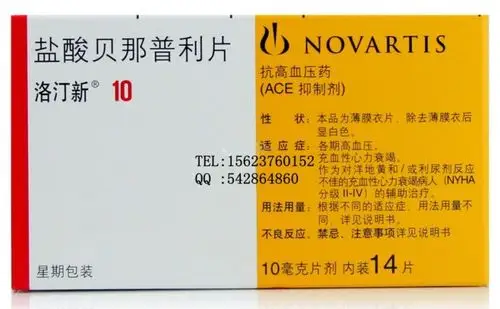 盐酸贝那普利片
洛汀新® 10
星期包装
NOVARTIS
抗高血压药
(ACE 抑制剂)
性 状：本品为薄膜衣片，除去薄膜衣后
显白色。
适 应 症：各期高血压。
充血性心力衰竭。
作为对洋地黄和/或利尿剂反应
不佳的充血性心力衰竭病人（NYHA
分级 II-IV）的辅助治疗。
用法用量：根据不同的适应症，用法用量不
同，详见说明书。
不良反应、禁忌、注意事项详见说明书
10毫克片剂 内装14片
TEL:15623760152
QQ :542864860